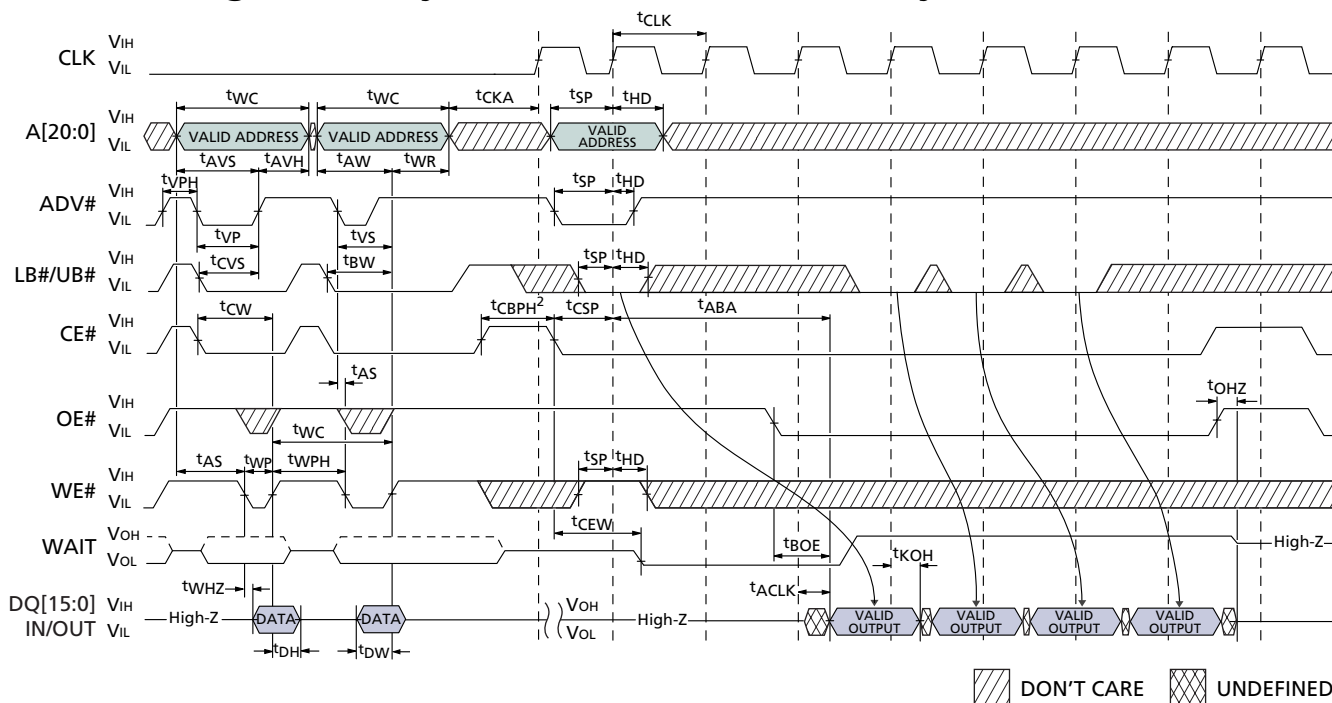 tCLK
CLK VIH
VIL
tWC tWC tCKA tSP tHD
A[20:0] VIH
VIL
VALID ADDRESS VALID ADDRESS VALID ADDRESS
tAVS tAVH tAW tWR
tVPH tSP tHD
ADV# VIH
VIL
tVP tVS
tCVS tBW tSP tHD
LB#/UB# VIH
VIL
tCW tCBPH2 tCSP tABA
CE# VIH
VIL
tAS tOHZ
OE# VIH
VIL
tWC
tAS tWP tWPH tSP tHD
WE# VIH
VIL
tCEW
WAIT VOH
VOL
High-Z
tBOE tKOH
tWHZ tACLK
DQ[15:0] VIH
IN/OUT VIL
High-Z DATA DATA VOH
VOL
High-Z VALID OUTPUT VALID OUTPUT VALID OUTPUT VALID OUTPUT
tDH tDW
DON'T CARE UNDEFINED